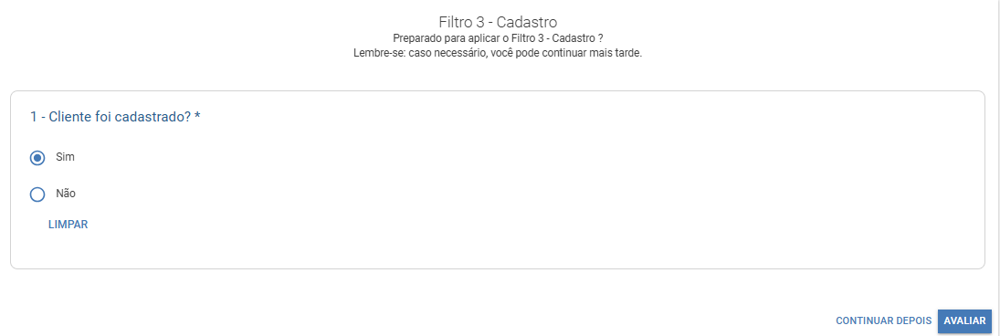 Filtro 3 - Cadastro
Preparado para aplicar o Filtro 3 - Cadastro ?
Lembre-se: caso necessário, você pode continuar mais tarde.
1 - Cliente foi cadastrado? *
Sim
Não
LIMPAR
CONTINUAR DEPOIS AVALIAR